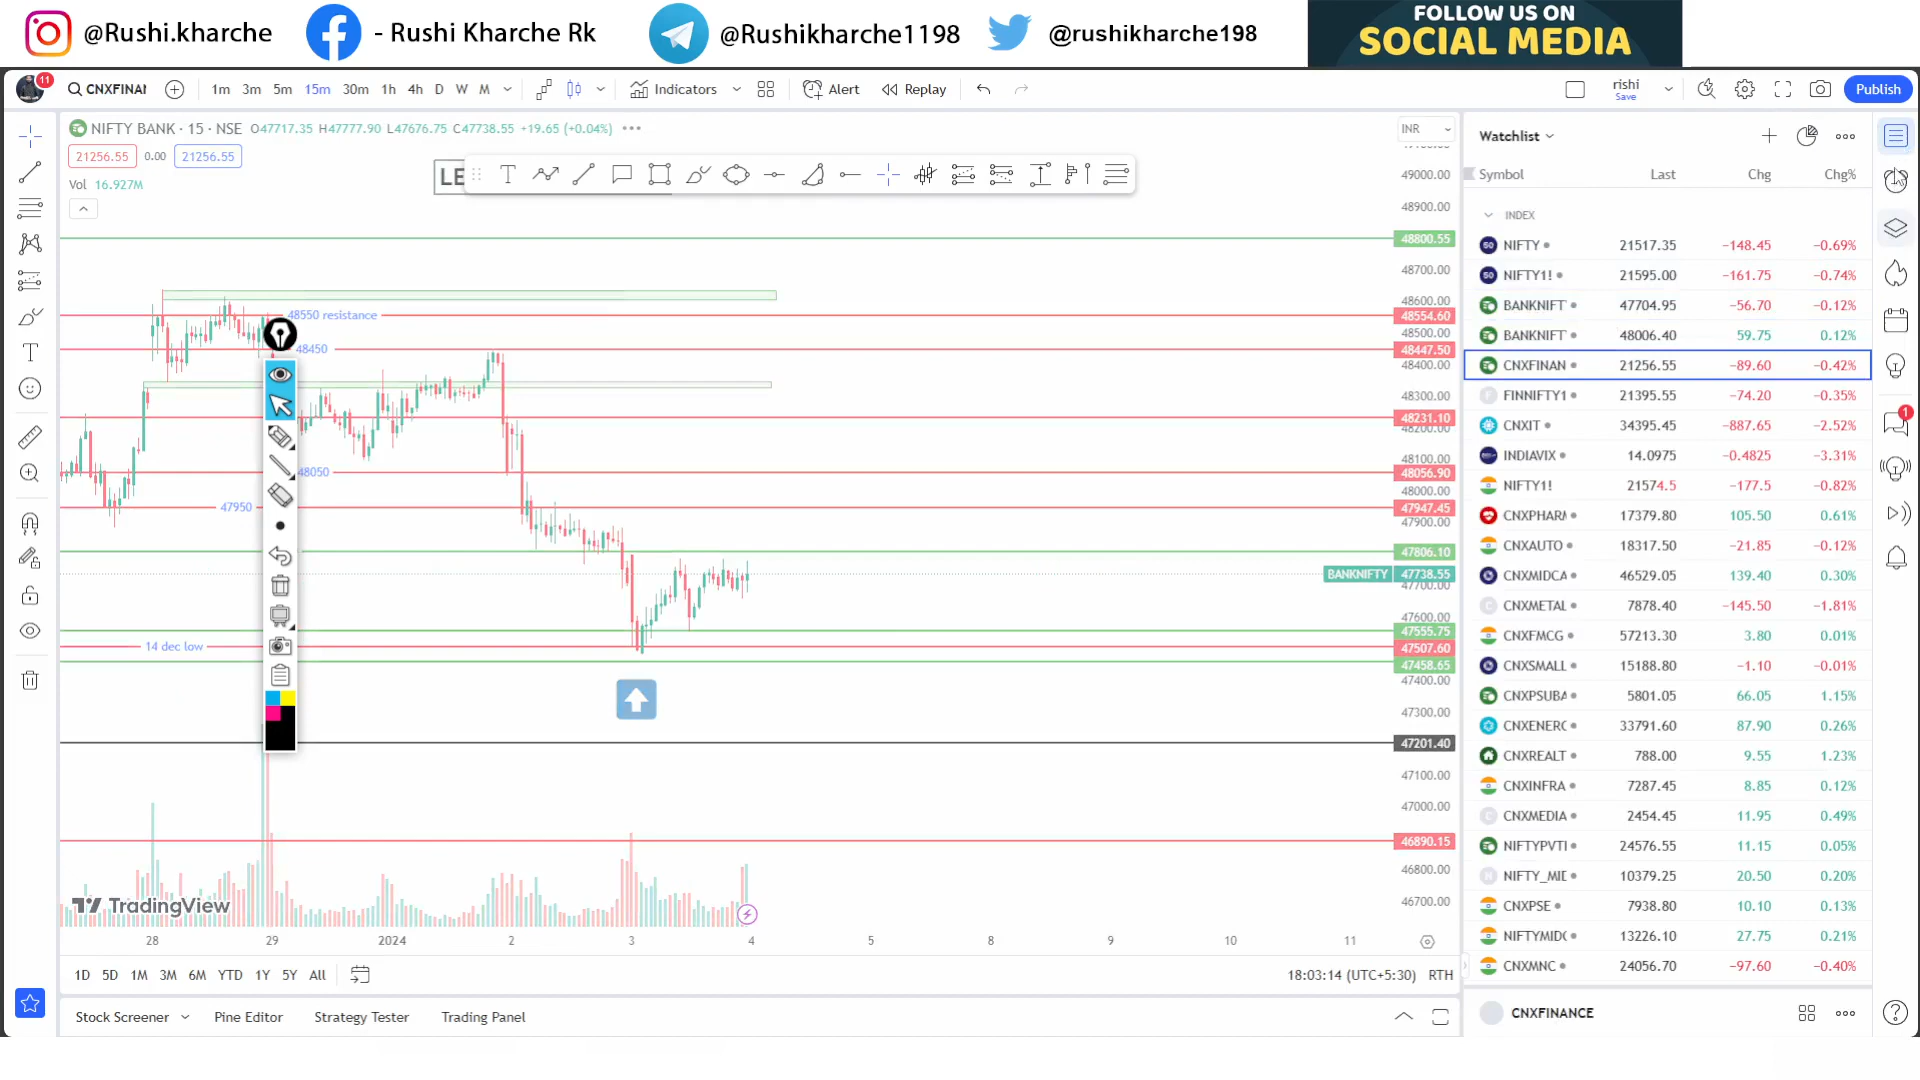 @Rushi.kharche - Rushi Kharche Rk @Rushikharche1198 @rushikharche198 FOLLOW US ON
SOCIAL MEDIA
11 CNXFINAN 1m 3m 5m 15m 30m 1h 4h D W M Indicators Alert Replay rishi Save Publish
NIFTY BANK · 15 · NSE O47717.35 H47777.90 L47676.75 C47738.55 +19.65 (+0.04%) INR
21256.55 0.00 21256.55
Vol 16.927M
LE
49000.00
48900.00
48800.55
48700.00
48600.00
48550 resistance 48554.60
48500.00
48450 48447.50
48400.00
48300.00
48231.10
48200.00
48100.00
48050 48056.90
48000.00
47950 47947.45
47900.00
47806.10
BANKNIFTY 47738.55
47700.00
47600.00
47555.75
14 dec low 47507.60
47458.65
47400.00
47300.00
47201.40
47100.00
47000.00
46890.15
46800.00
46700.00
TradingView
28 29 2024 2 3 4 5 8 9 10 11
1D 5D 1M 3M 6M YTD 1Y 5Y All 18:03:14 (UTC+5:30) RTH
Stock Screener Pine Editor Strategy Tester Trading Panel
Watchlist
Symbol Last Chg Chg%
INDEX
NIFTY 21517.35 −148.45 −0.69%
NIFTY1! 21595.00 −161.75 −0.74%
BANKNIFT 47704.95 −56.70 −0.12%
BANKNIFT 48006.40 59.75 0.12%
CNXFINAN 21256.55 −89.60 −0.42%
FINNIFTY1 21395.55 −74.20 −0.35%
CNXIT 34395.45 −887.65 −2.52%
INDIAVIX 14.0975 −0.4825 −3.31%
NIFTY1! 21574.5 −177.5 −0.82%
CNXPHARM 17379.80 105.50 0.61%
CNXAUTO 18317.50 −21.85 −0.12%
CNXMIDCA 46529.05 139.40 0.30%
CNXMETAL 7878.40 −145.50 −1.81%
CNXFMCG 57213.30 3.80 0.01%
CNXSMALL 15188.80 −1.10 −0.01%
CNXPSUBA 5801.05 66.05 1.15%
CNXENERG 33791.60 87.90 0.26%
CNXREALT 788.00 9.55 1.23%
CNXINFRA 7287.45 8.85 0.12%
CNXMEDIA 2454.45 11.95 0.49%
NIFTYPVTI 24576.55 11.15 0.05%
NIFTY_MID 10379.25 20.50 0.20%
CNXPSE 7938.80 10.10 0.13%
NIFTYMIDC 13226.10 27.75 0.21%
CNXMNC 24056.70 −97.60 −0.40%
CNXFINANCE
1